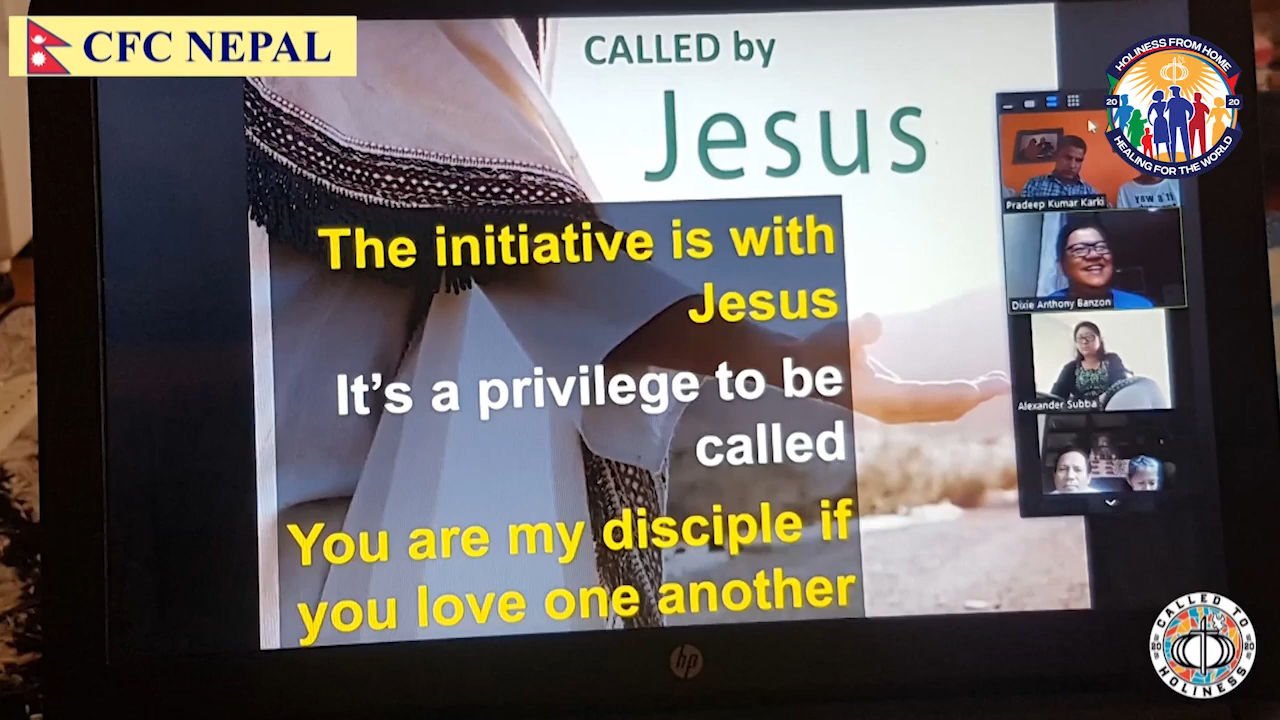 CFC NEPAL
CALLED by
Jesus
The initiative is with
Jesus
It's a privilege to be
called
You are my disciple if
you love one another
Pradeep Kumar Karki
Dixie Anthony Banzon
Alexander Subba
hp
HOLINESS FROM HOME
20 20
HEALING FOR THE WORLD
CALLED TO
20 20
HOLINESS